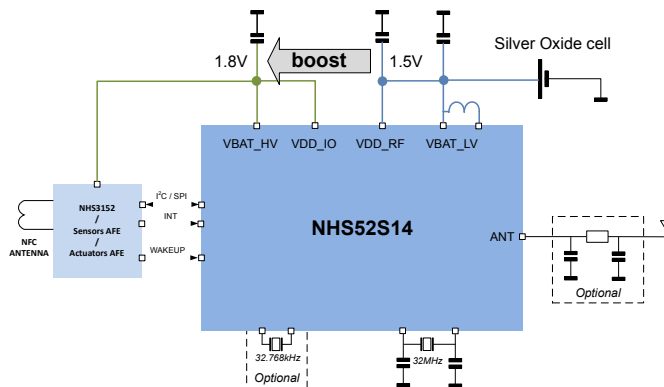 Silver Oxide cell
1.8V
boost
1.5V
VBAT_HV
VDD_IO
VDD_RF
VBAT_LV
NHS3152
/
Sensors AFE
/
Actuators AFE
NFC
ANTENNA
I²C / SPI
INT
WAKEUP
NHS52S14
ANT
Optional
32.768kHz
Optional
32MHz